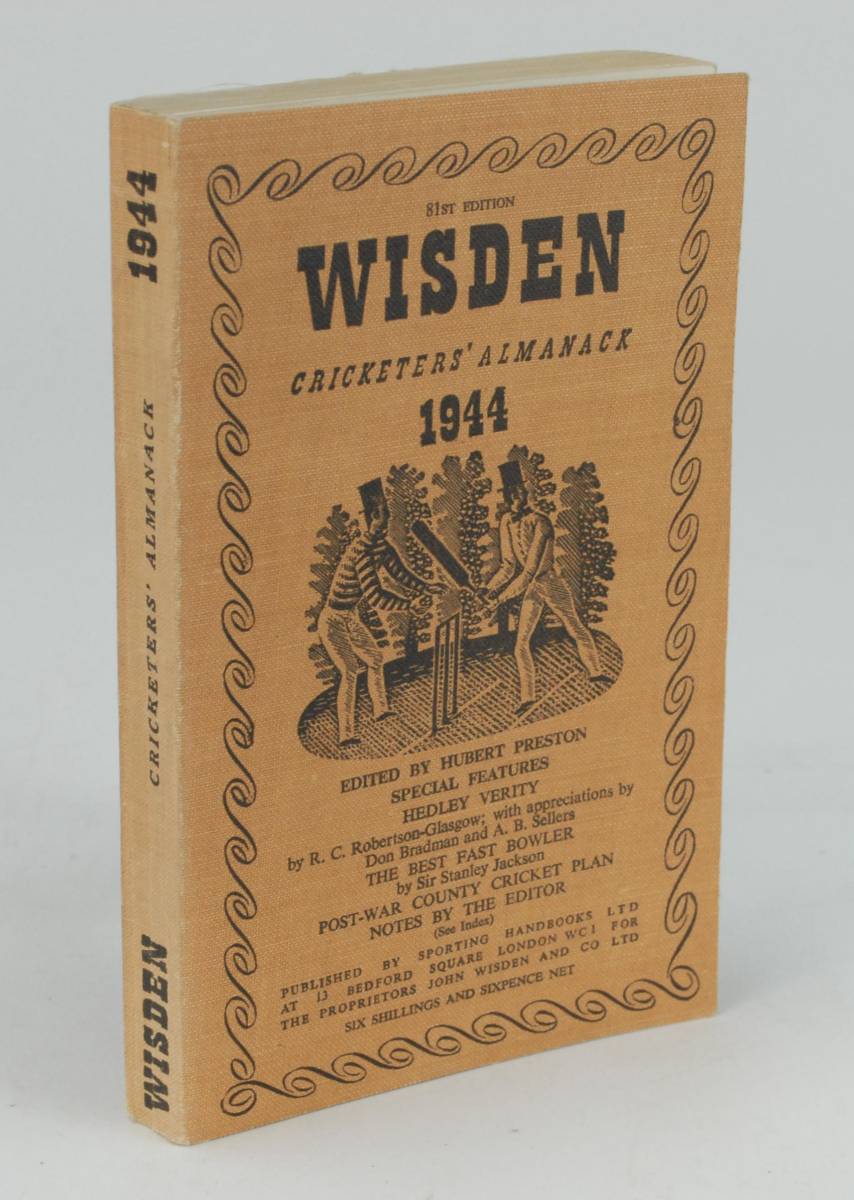 1944
CRICKETERS' ALMANACK
WISDEN
81ST EDITION
WISDEN
CRICKETERS' ALMANACK
1944
EDITED BY HUBERT PRESTON
SPECIAL FEATURES
HEDLEY VERITY
by R. C. Robertson-Glasgow; with appreciations by
Don Bradman and A. B. Sellers
THE BEST FAST BOWLER
by Sir Stanley Jackson
POST-WAR COUNTY CRICKET PLAN
NOTES BY THE EDITOR
(See Index)
PUBLISHED BY SPORTING HANDBOOKS LTD
AT 13 BEDFORD SQUARE LONDON WC1 FOR
THE PROPRIETORS JOHN WISDEN AND CO LTD
SIX SHILLINGS AND SIXPENCE NET